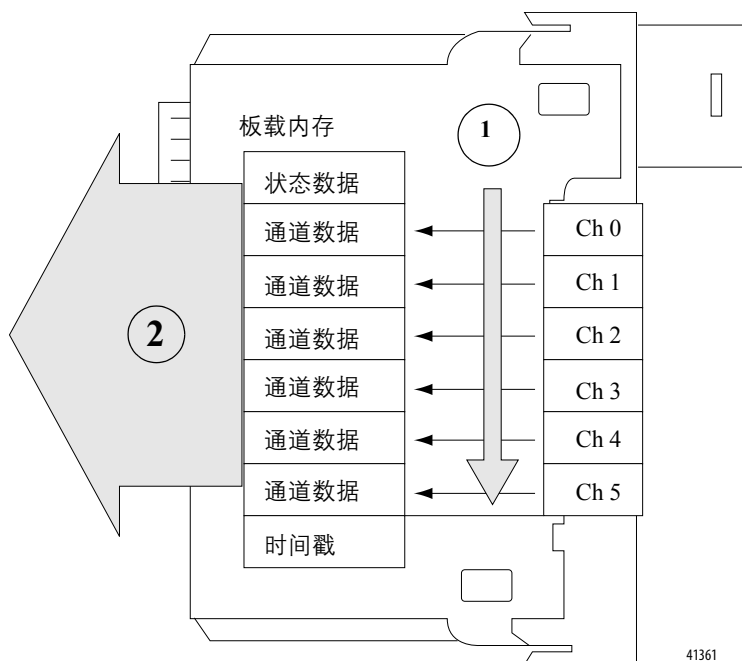 板载内存
1
状态数据
通道数据
Ch 0
通道数据
Ch 1
2
通道数据
Ch 2
通道数据
Ch 3
通道数据
Ch 4
通道数据
Ch 5
时间戳
41361